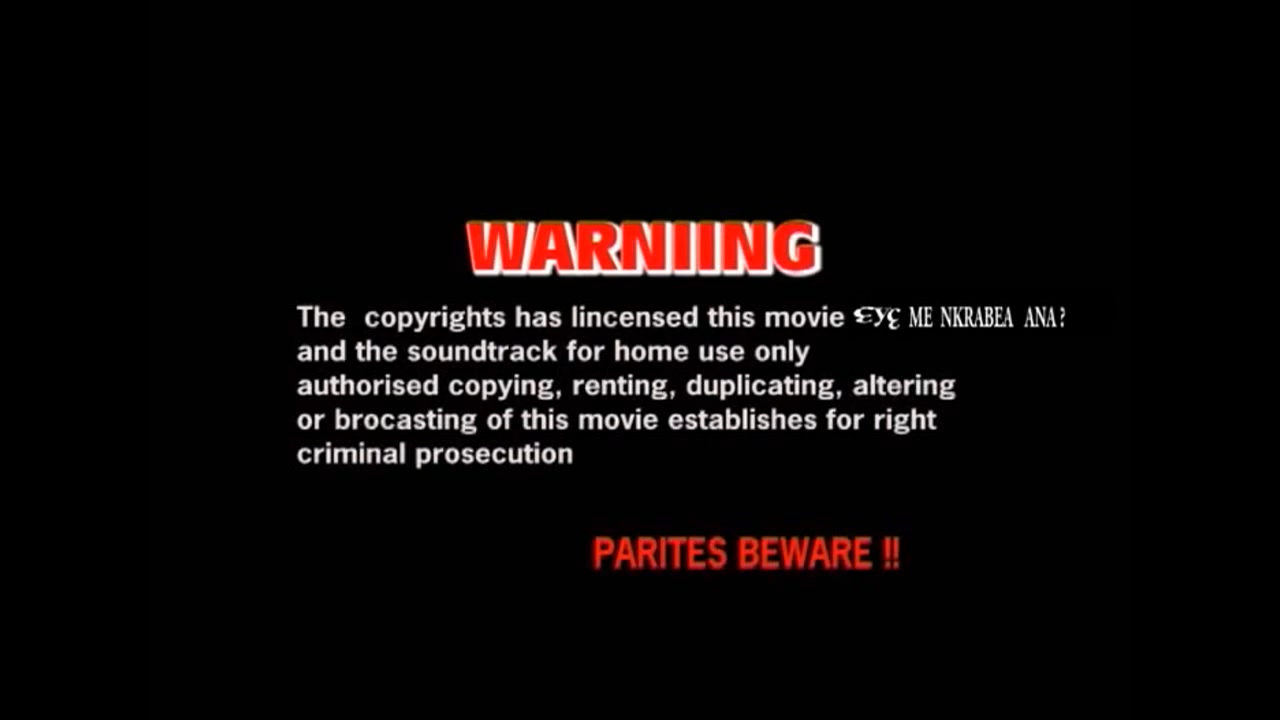 WARNIING
The copyrights has lincensed this movie ɛyɛ ME NKRABEA ANA?
and the soundtrack for home use only
authorised copying, renting, duplicating, altering
or brocasting of this movie establishes for right
criminal prosecution
PARITES BEWARE !!